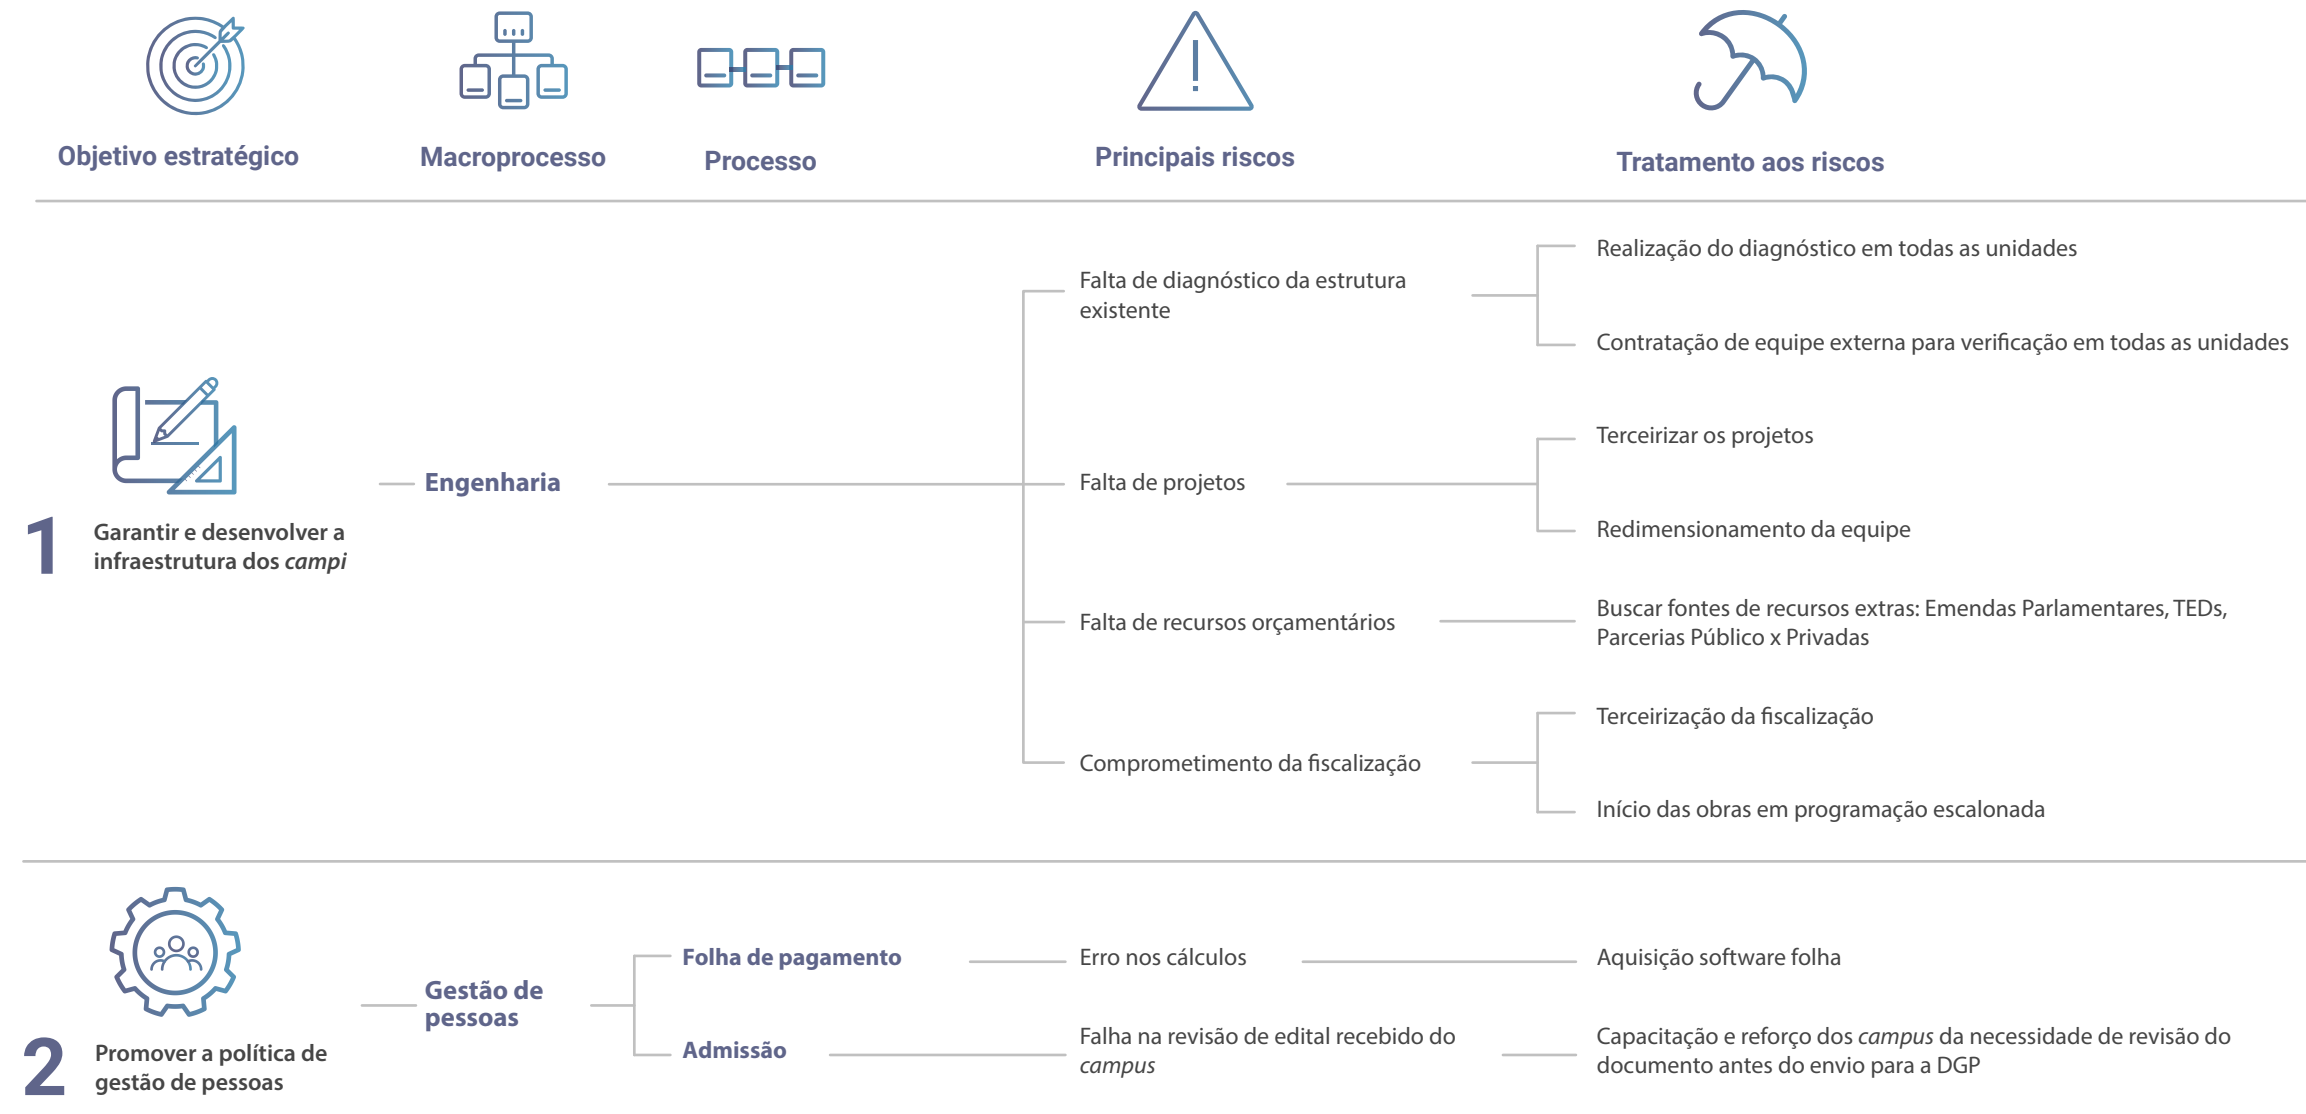 Objetivo estratégico
Macroprocesso
Processo
Principais riscos
Tratamento aos riscos
1
Garantir e desenvolver a
infraestrutura dos campi
Engenharia
Falta de diagnóstico da estrutura
existente
Realização do diagnóstico em todas as unidades
Contratação de equipe externa para verificação em todas as unidades
Falta de projetos
Terceirizar os projetos
Redimensionamento da equipe
Falta de recursos orçamentários
Buscar fontes de recursos extras: Emendas Parlamentares, TEDs,
Parcerias Público x Privadas
Comprometimento da fiscalização
Terceirização da fiscalização
Início das obras em programação escalonada
2
Promover a política de
gestão de pessoas
Gestão de
pessoas
Folha de pagamento
Erro nos cálculos
Aquisição software folha
Admissão
Falha na revisão de edital recebido do
campus
Capacitação e reforço dos campus da necessidade de revisão do
documento antes do envio para a DGP